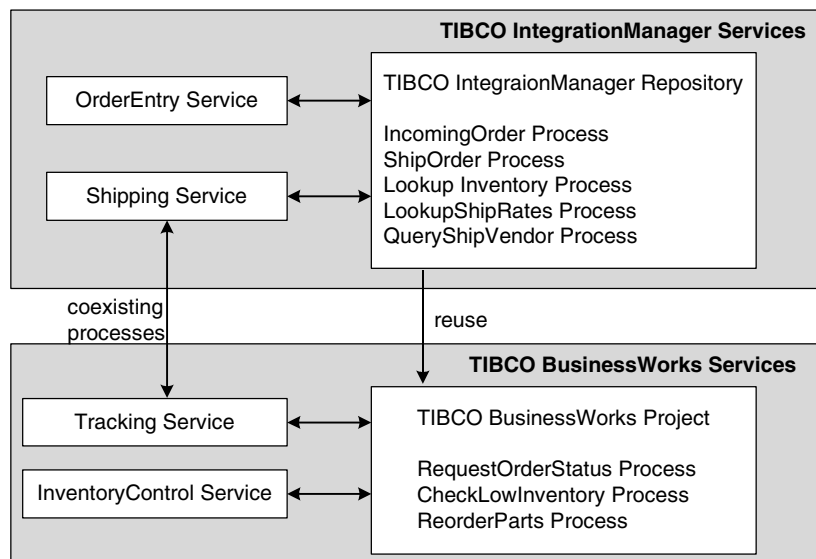 TIBCO IntegrationManager Services
OrderEntry Service
Shipping Service
TIBCO IntegraionManager Repository
IncomingOrder Process
ShipOrder Process
Lookup Inventory Process
LookupShipRates Process
QueryShipVendor Process
coexisting
processes
reuse
TIBCO BusinessWorks Services
Tracking Service
InventoryControl Service
TIBCO BusinessWorks Project
RequestOrderStatus Process
CheckLowInventory Process
ReorderParts Process